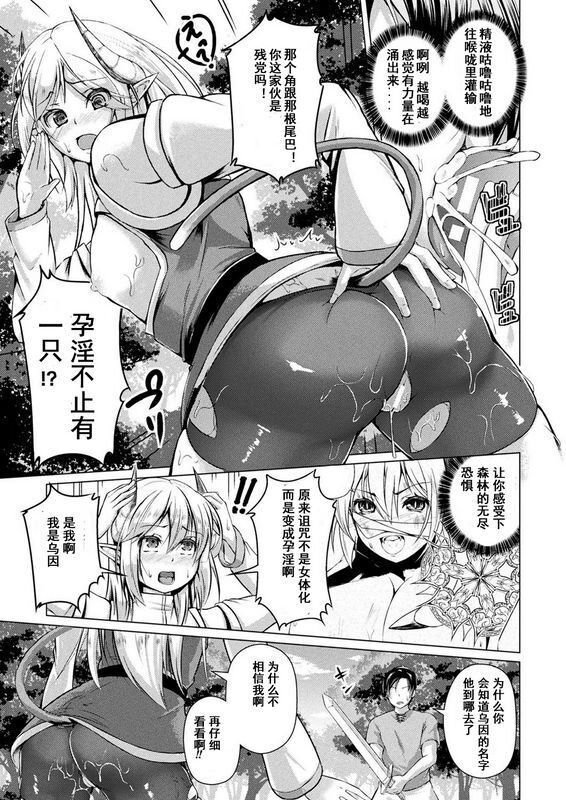 精液咕噜咕噜地
往喉咙里灌输
啊咧 越喝越
感觉有力量在
涌出来....
那个角跟那根尾巴!
你这家伙是
残党吗!
ええ!
孕淫不止有
一只!?
让你感受下
森林的无尽
恐惧
原来诅咒不是女体化
而是变成孕淫啊
!!
是我啊
我是乌因
为什么你
会知道乌因的名字
他到哪去了
为什么不
相信我啊
再仔细
看看啊!!